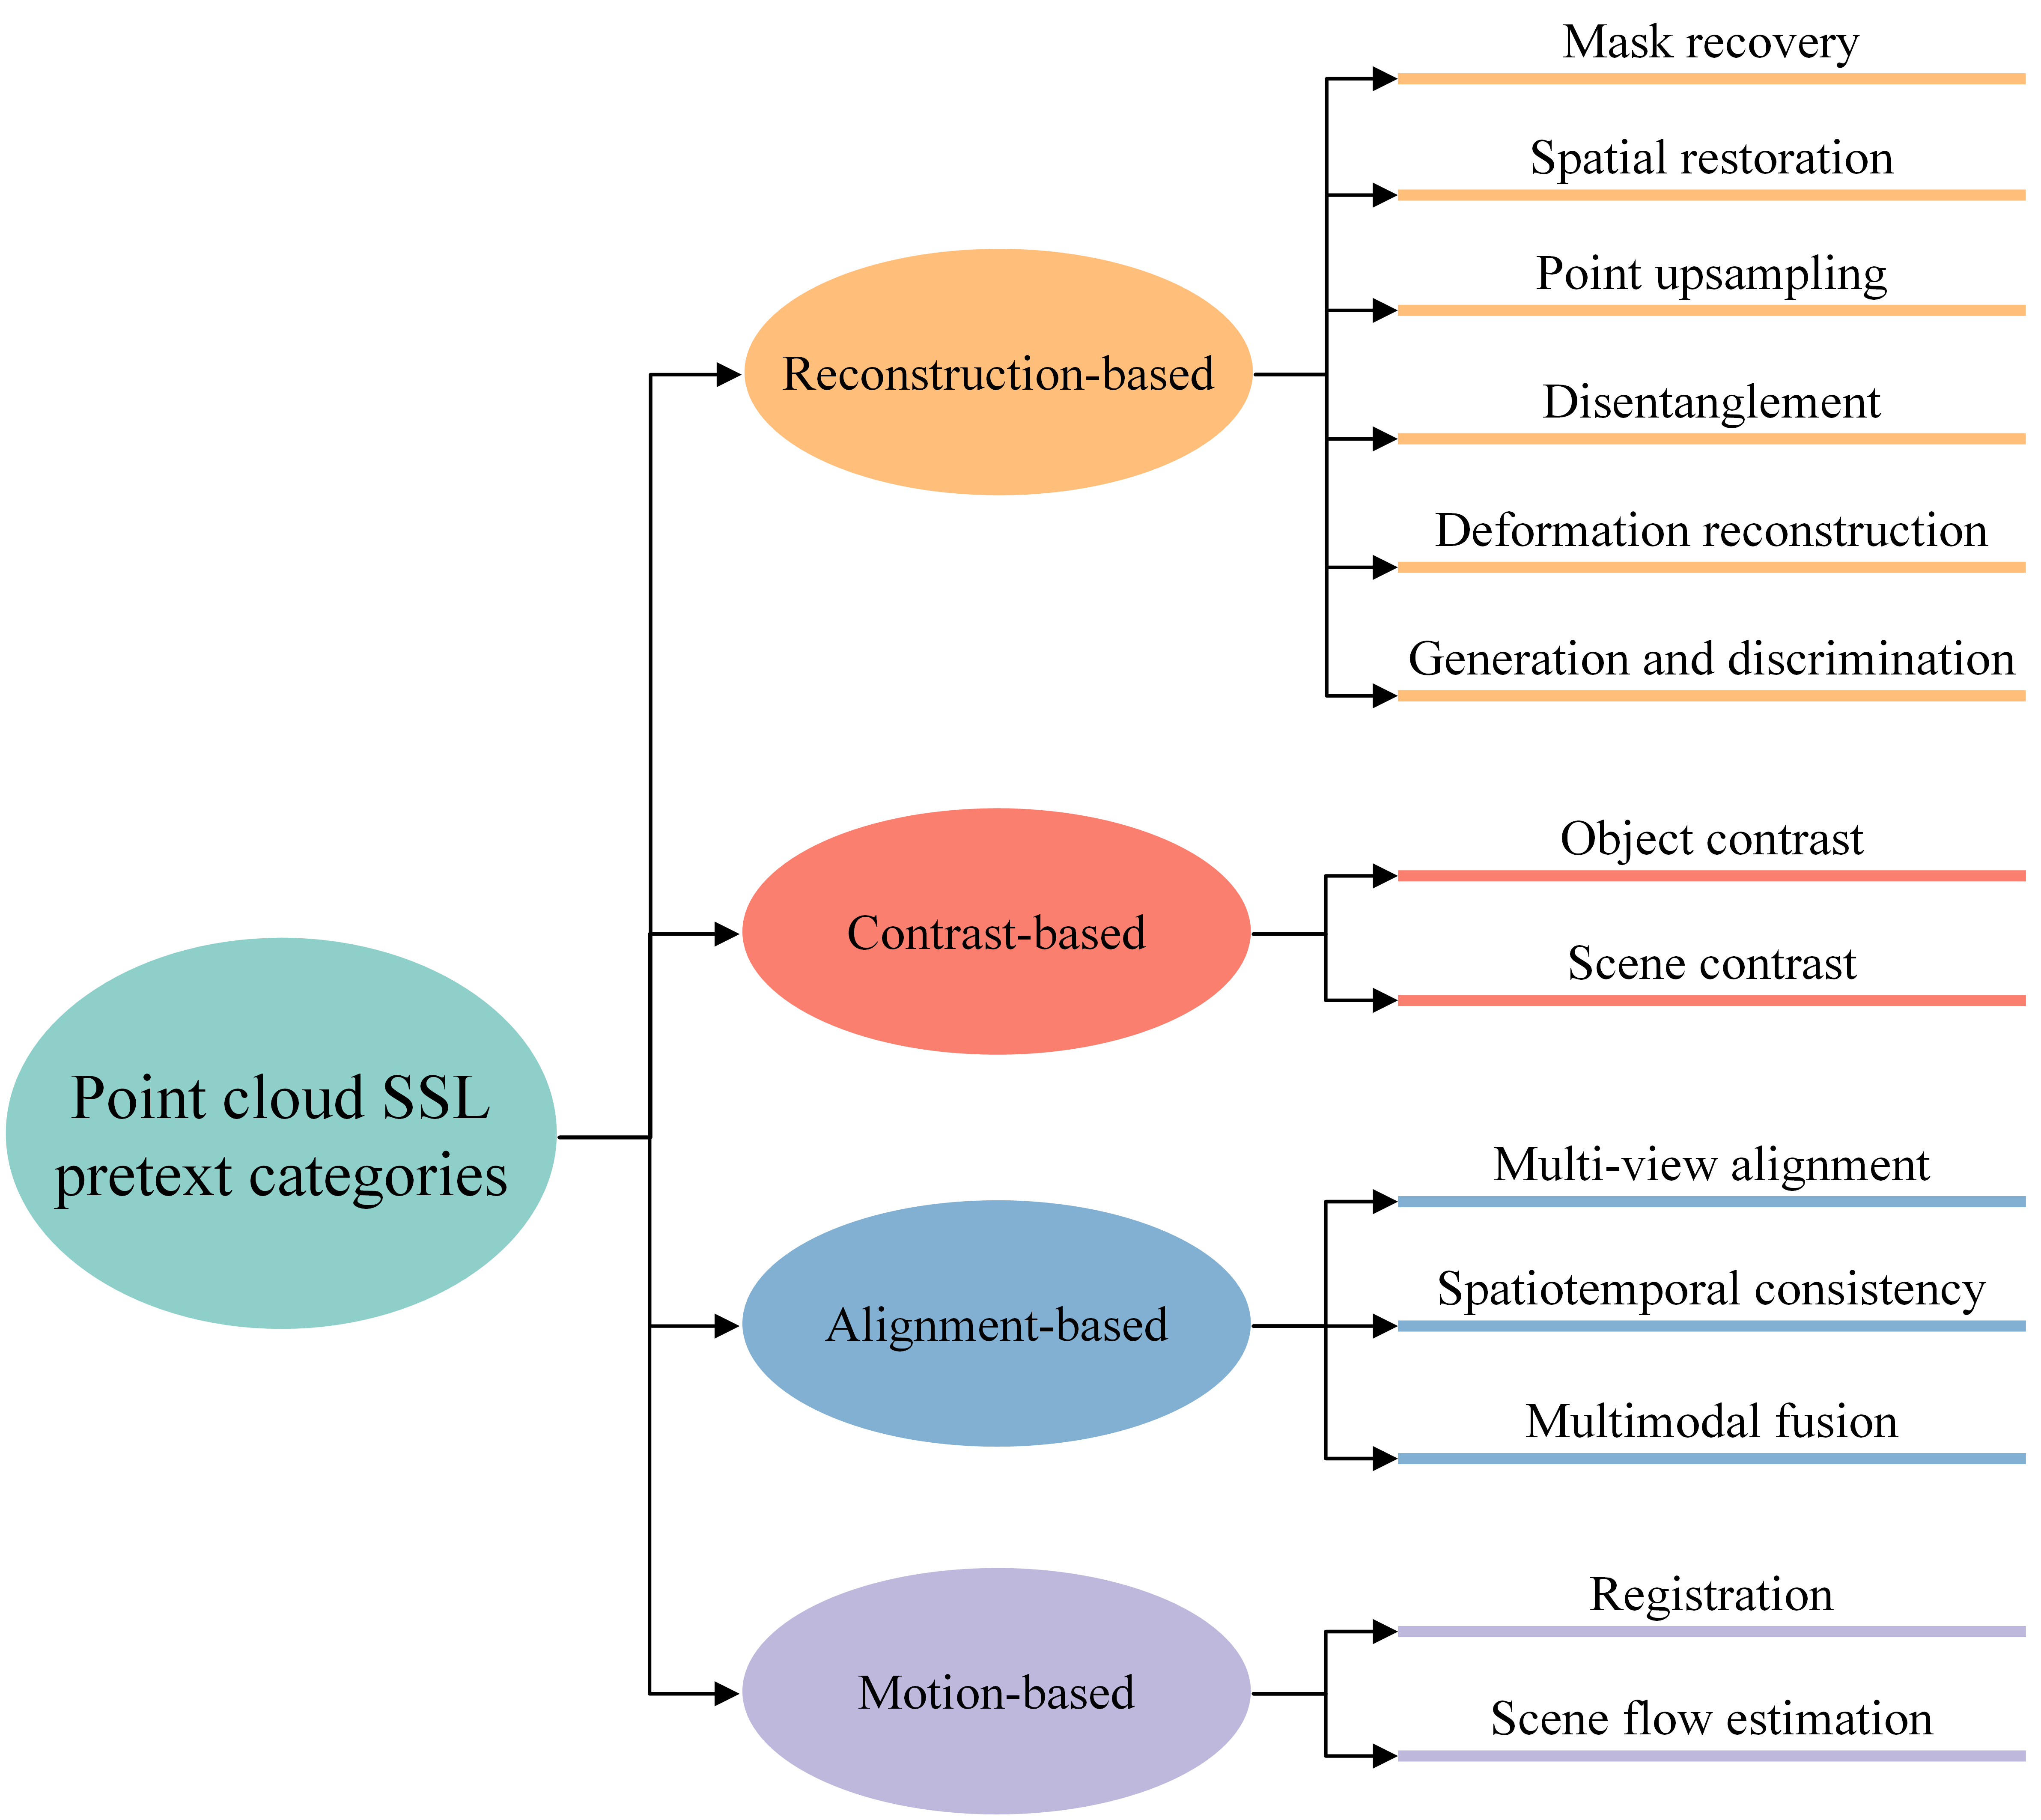 Point cloud SSL
pretext categories
Reconstruction-based
Mask recovery
Spatial restoration
Point upsampling
Disentanglement
Deformation reconstruction
Generation and discrimination
Contrast-based
Object contrast
Scene contrast
Alignment-based
Multi-view alignment
Spatiotemporal consistency
Multimodal fusion
Motion-based
Registration
Scene flow estimation